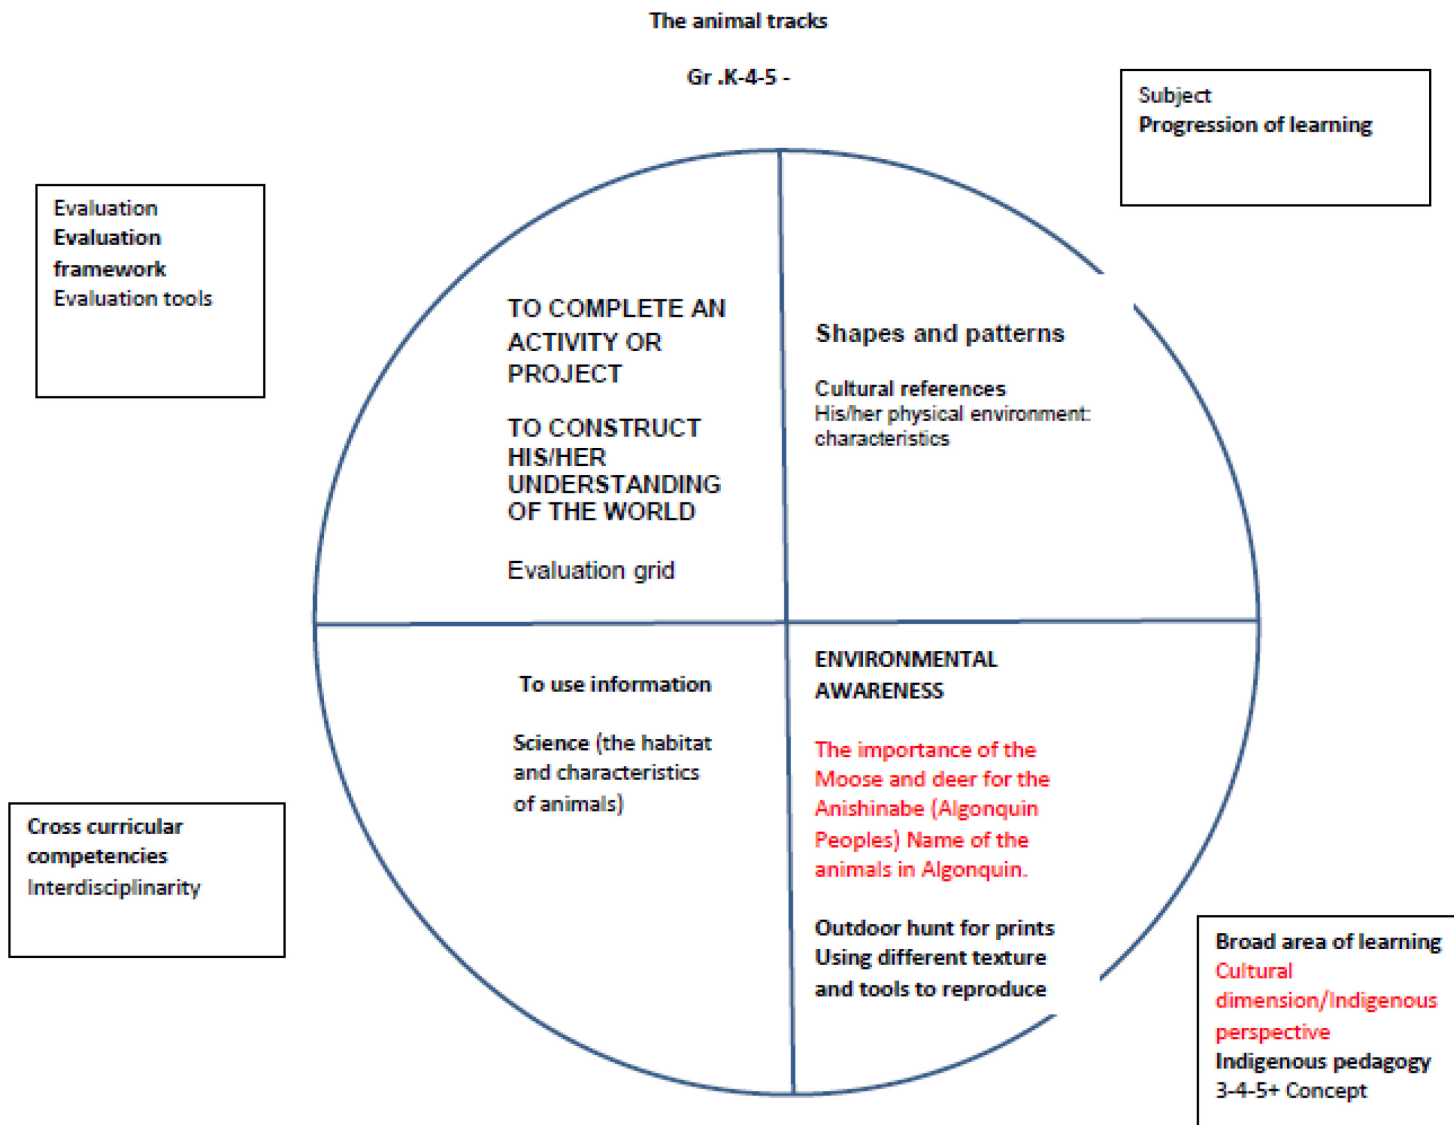 The animal tracks
Gr .K-4-5 -
Subject
Progression of learning
Evaluation
Evaluation
framework
Evaluation tools
TO COMPLETE AN
ACTIVITY OR
PROJECT
TO CONSTRUCT
HIS/HER
UNDERSTANDING
OF THE WORLD
Evaluation grid
Shapes and patterns
Cultural references
His/her physical environment:
characteristics
To use information
Science (the habitat
and characteristics
of animals)
ENVIRONMENTAL
AWARENESS
The importance of the
Moose and deer for the
Anishinabe (Algonquin
Peoples) Name of the
animals in Algonquin.
Outdoor hunt for prints
Using different texture
and tools to reproduce
Cross curricular
competencies
Interdisciplinarity
Broad area of learning
Cultural
dimension/Indigenous
perspective
Indigenous pedagogy
3-4-5+ Concept